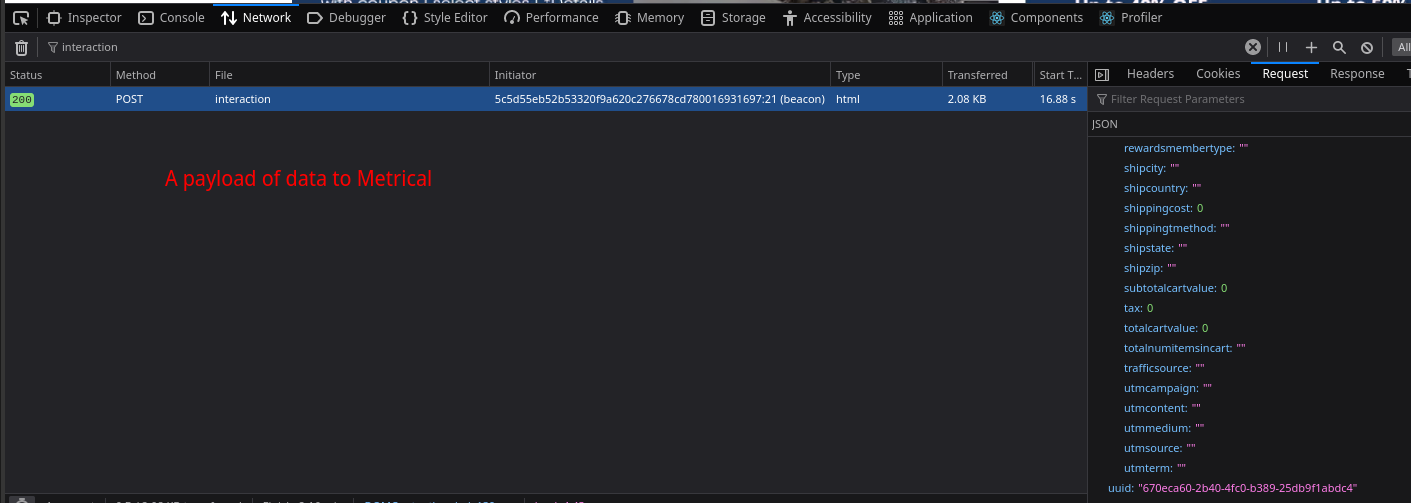 Inspector Console Network Debugger Style Editor Performance Memory Storage Accessibility Application Components Profiler
interaction All
Status Method File Initiator Type Transferred Start T... Headers Cookies Request Response
200 POST interaction 5c5d55eb52b53320f9a620c276678cd780016931697:21 (beacon) html 2.08 KB 16.88 s Filter Request Parameters
JSON
rewardsmembertype: ""
shipcity: ""
A payload of data to Metrical
shipcountry: ""
shippingcost: 0
shippingtmethod: ""
shipstate: ""
shipzip: ""
subtotalcartvalue: 0
tax: 0
totalcartvalue: 0
totalnumitemsincart: ""
trafficsource: ""
utmcampaign: ""
utmcontent: ""
utmmedium: ""
utmsource: ""
utmterm: ""
uuid: "670eca60-2b40-4fc0-b389-25db9f1abdc4"